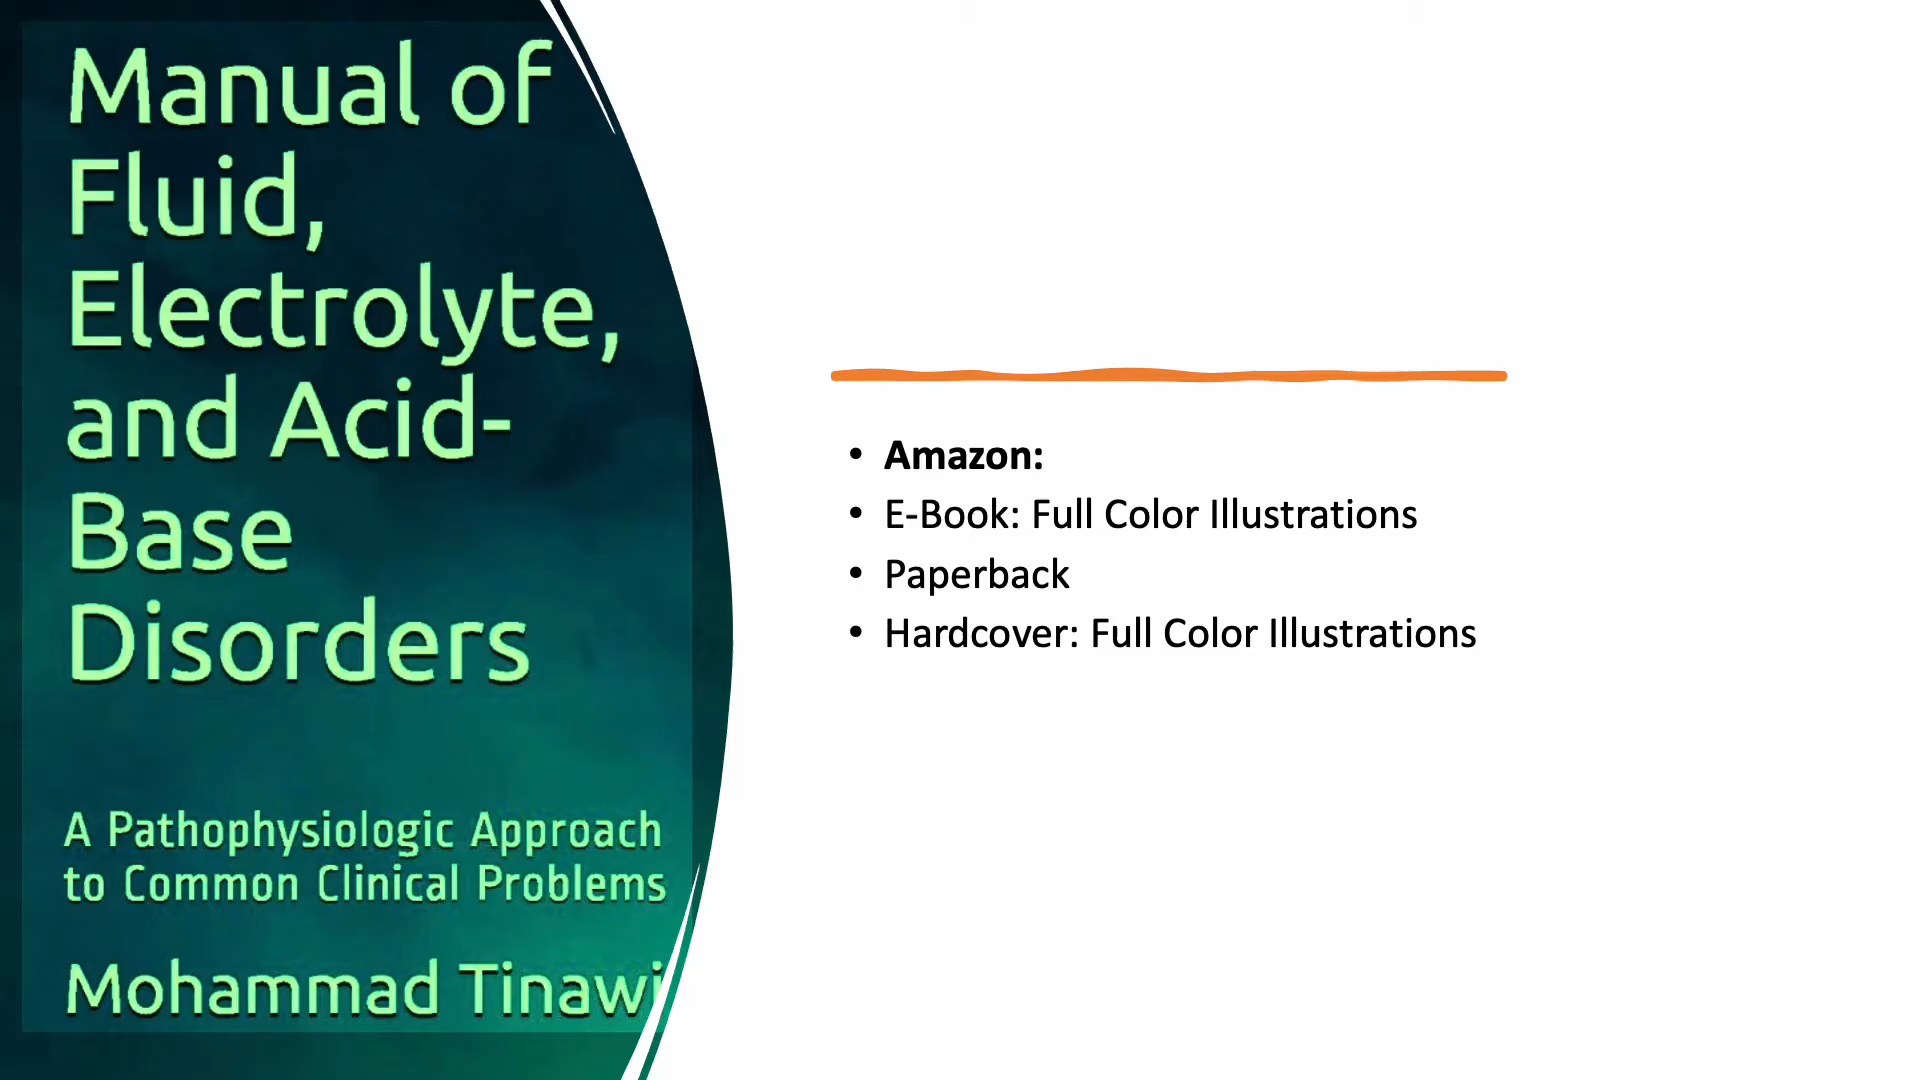 Manual of
Fluid,
Electrolyte,
and Acid-
Base
Disorders
A Pathophysiologic Approach
to Common Clinical Problems
Mohammad Tinawi
• Amazon:
• E-Book: Full Color Illustrations
• Paperback
• Hardcover: Full Color Illustrations